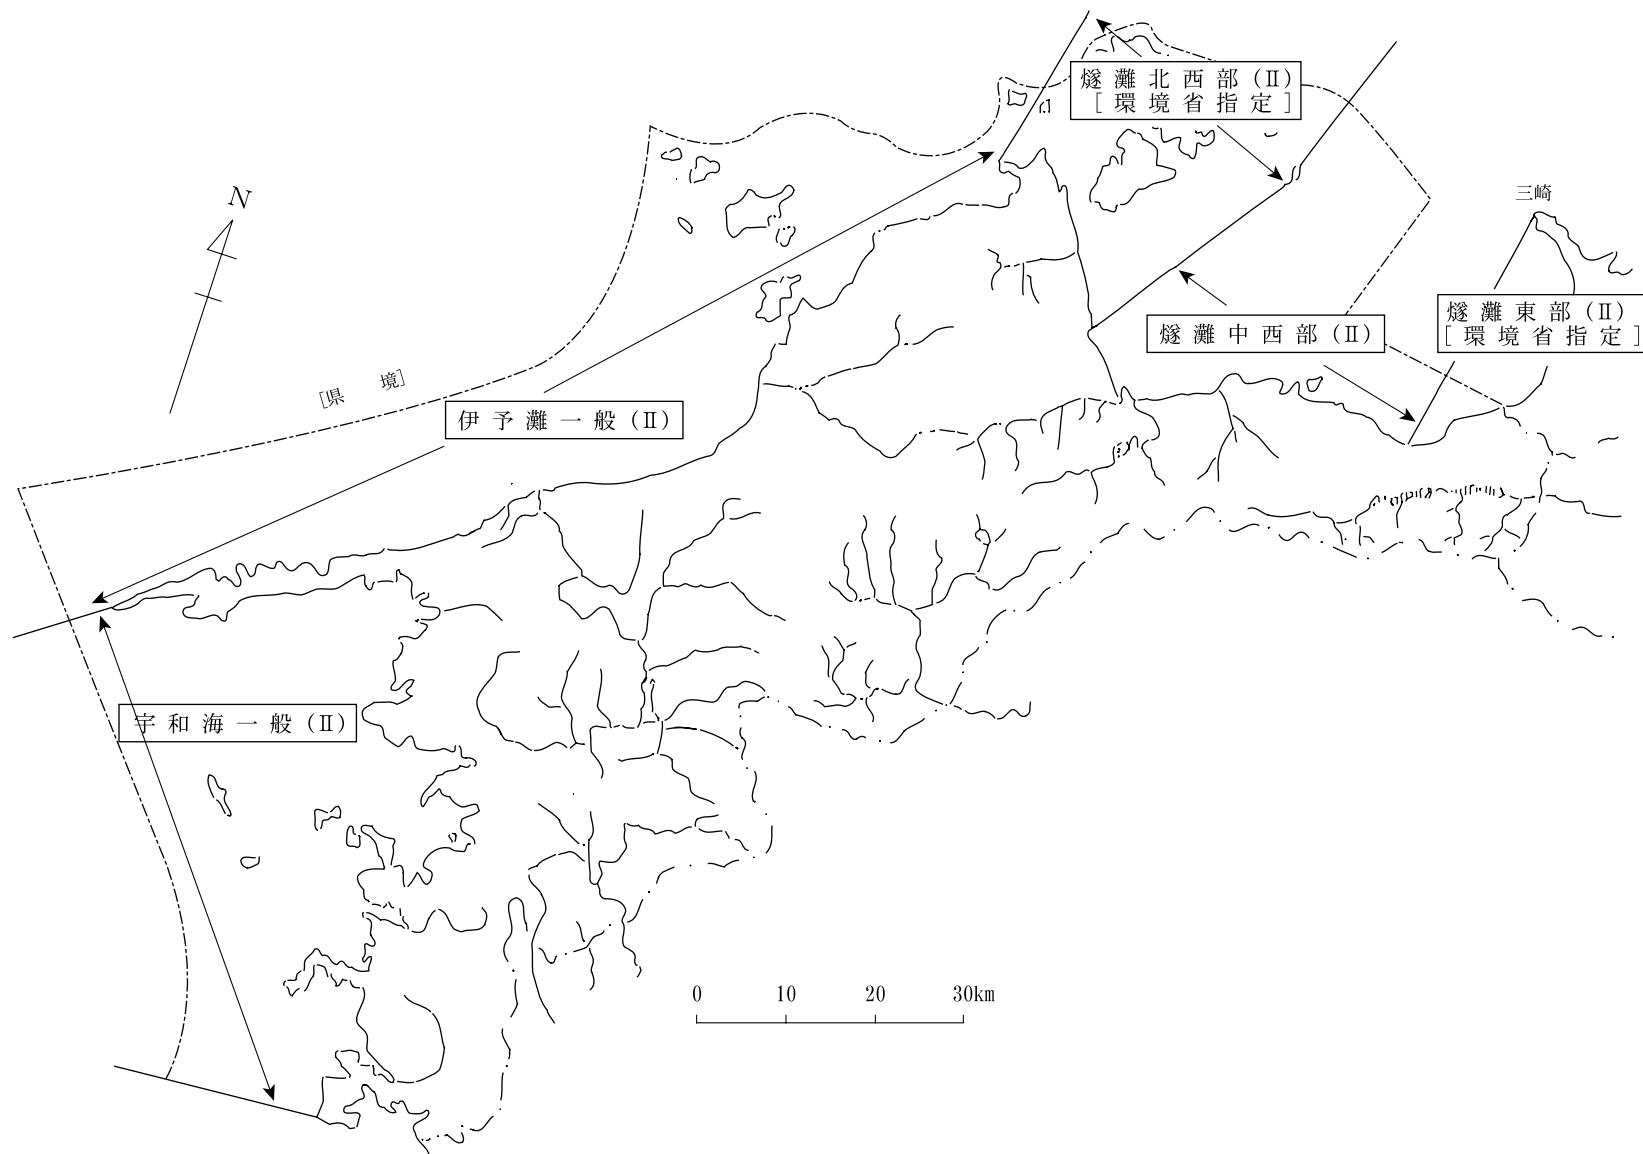 燧灘北西部(Ⅱ)
[環境省指定]
三崎
N
燧灘東部(Ⅱ)
[環境省指定]
燧灘中西部(Ⅱ)
[県境]
伊予灘一般(Ⅱ)
宇和海一般(Ⅱ)
0 10 20 30km